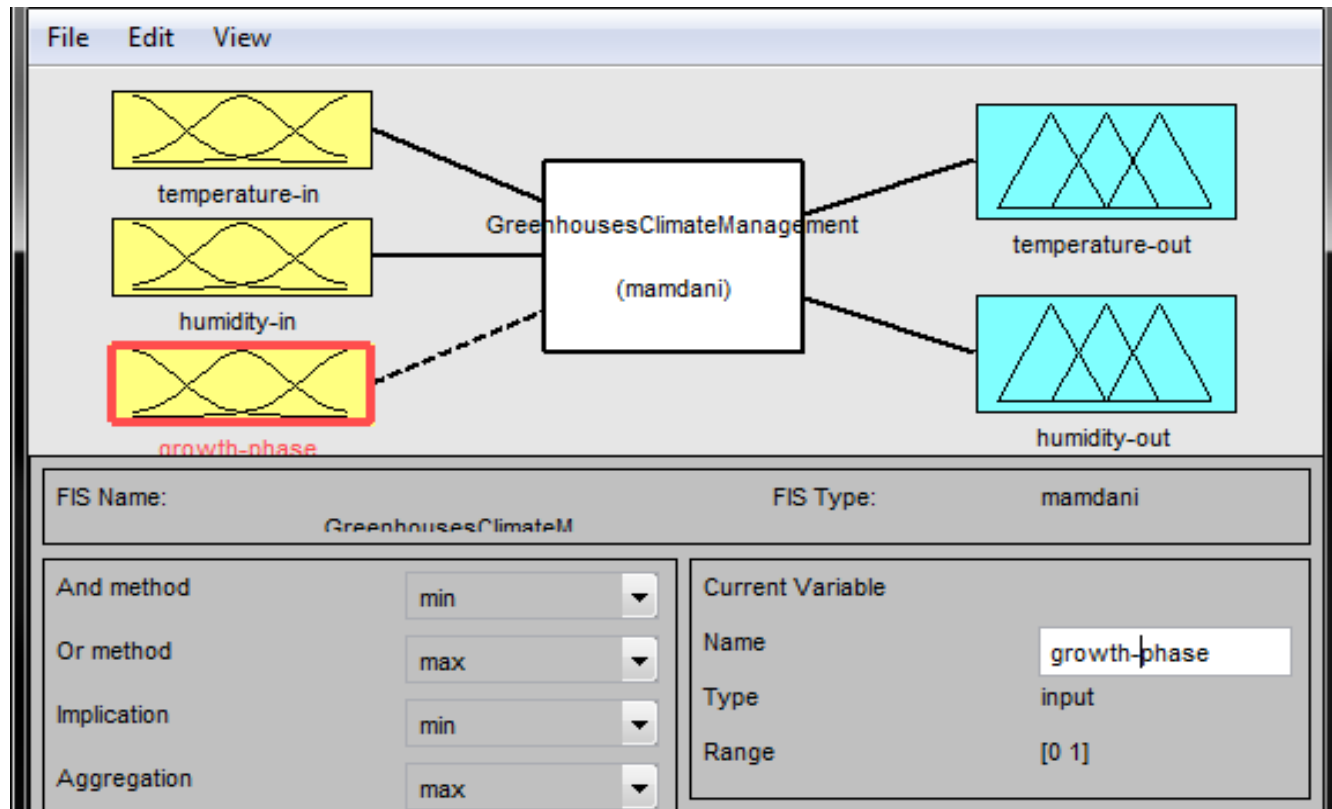 File Edit View
temperature-in
humidity-in
growth-phase
GreenhousesClimateManagement
(mamdani)
temperature-out
humidity-out
FIS Name: FIS Type: mamdani
GreenhousesClimateM
And method min
Or method max
Implication min
Aggregation max
Current Variable
Name growth-phase
Type input
Range [0 1]